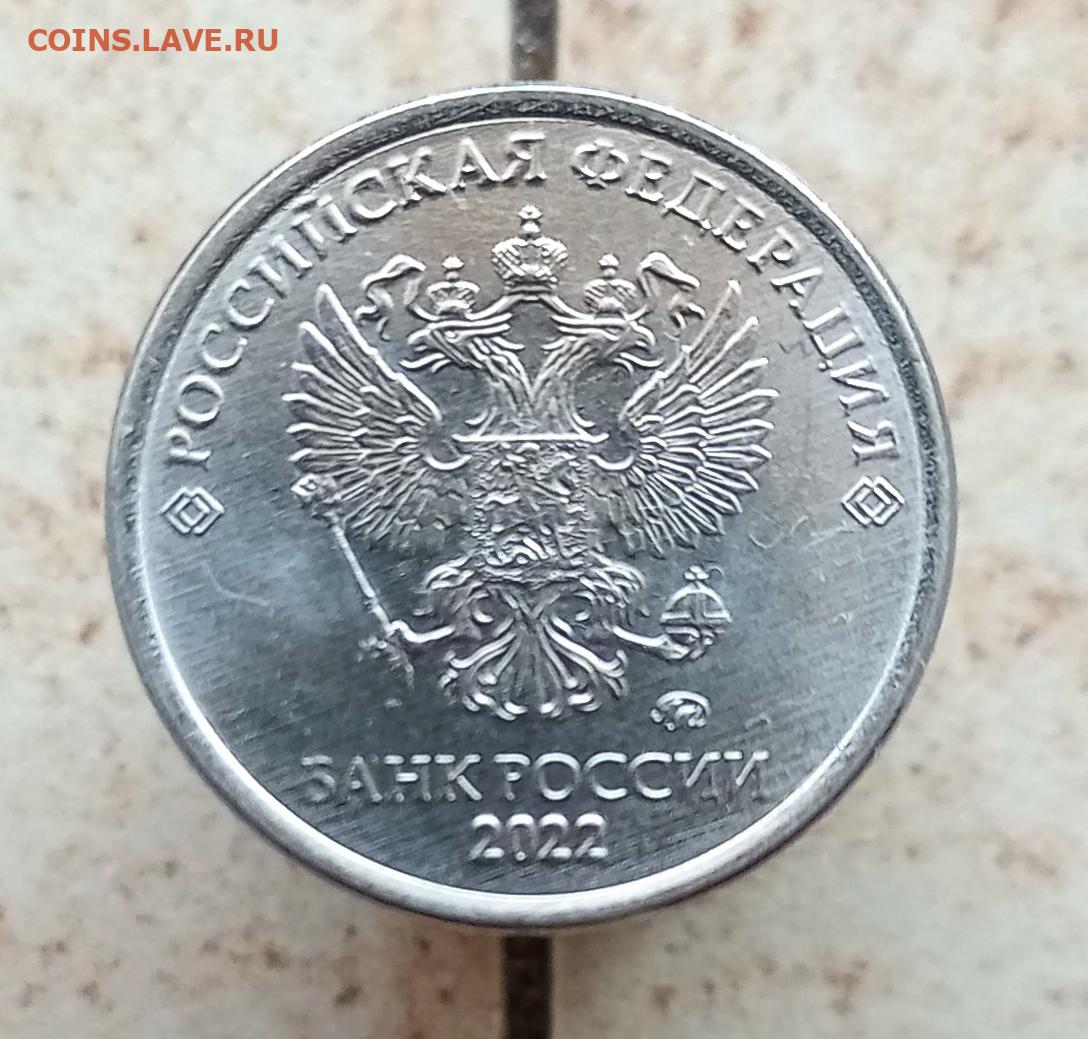 COINS.LAVE.RU
РОССИЙСКАЯ ФЕДЕРАЦИЯ
БАНК РОССИИ
2022